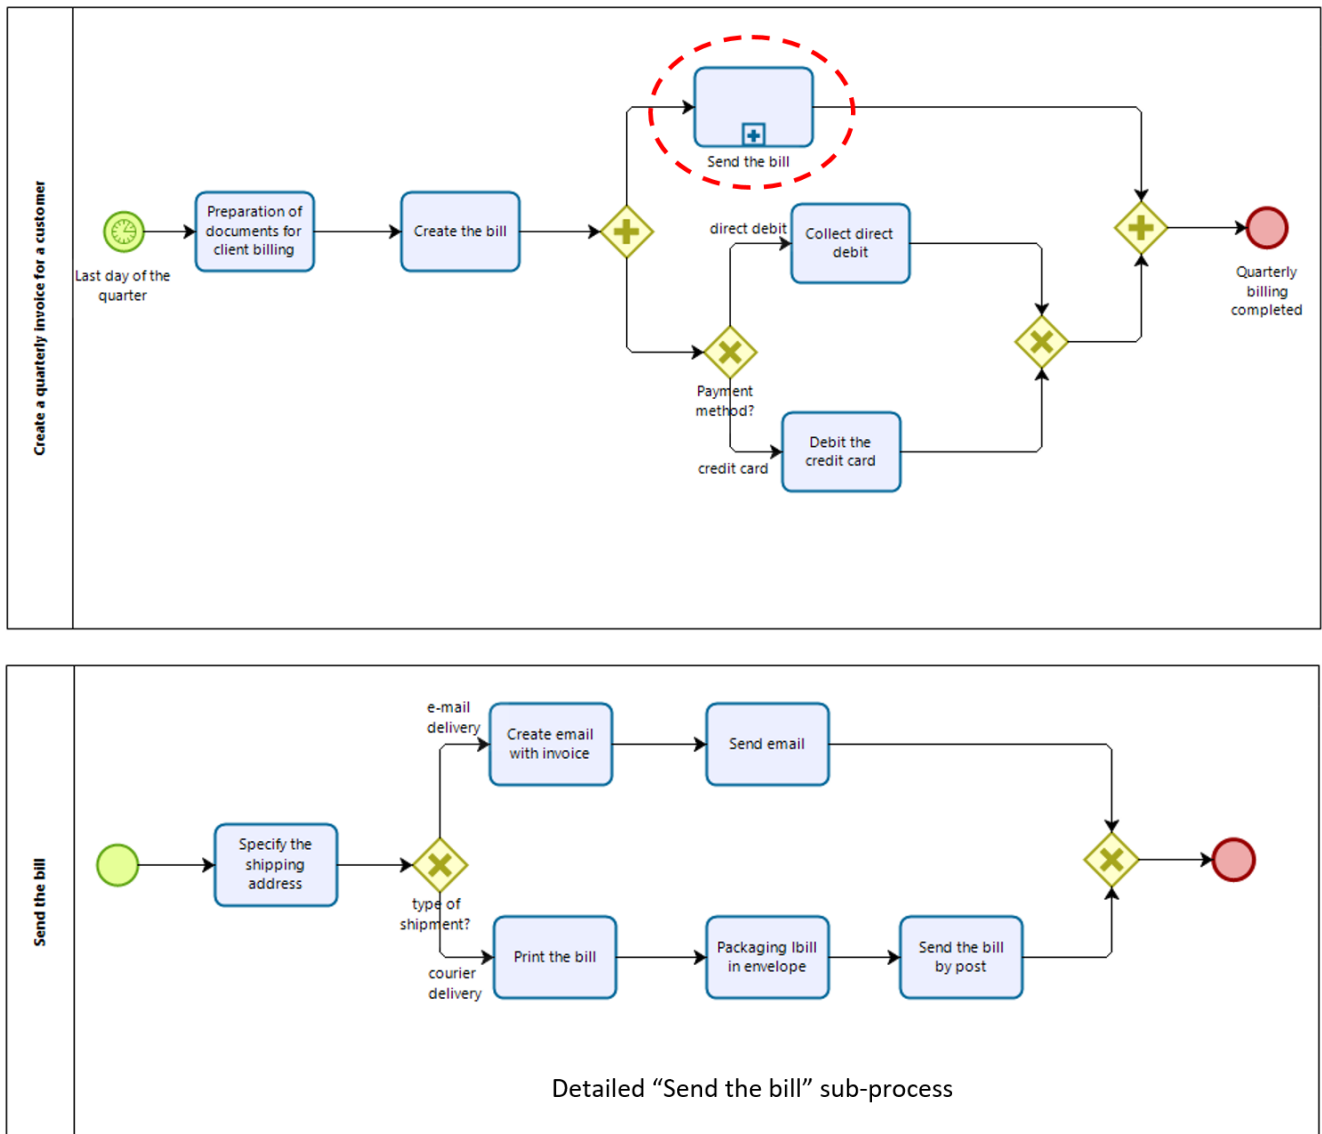 Create a quarterly invoice for a customer
Last day of the
quarter
Preparation of
documents for
client billing
Create the bill
Send the bill
direct debit
Collect direct
debit
Payment
method?
credit card
Debit the
credit card
Quarterly
billing
completed
Send the bill
Specify the
shipping
address
type of
shipment?
e-mail
delivery
Create email
with invoice
Send email
courier
delivery
Print the bill
Packaging lbill
in envelope
Send the bill
by post
Detailed “Send the bill” sub-process